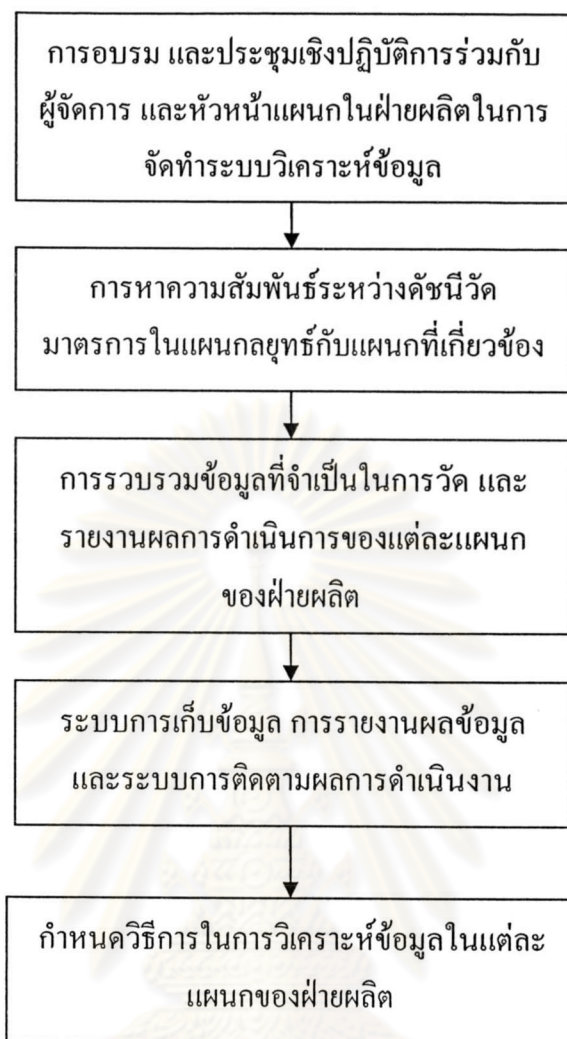 การอบรม และประชุมเชิงปฏิบัติการร่วมกับ
ผู้จัดการ และหัวหน้าแผนกในฝ่ายผลิตในการ
จัดทำระบบวิเคราะห์ข้อมูล
การหาความสัมพันธ์ระหว่างดัชนีวัด
มาตรการในแผนกลยุทธ์กับแผนกที่เกี่ยวข้อง
การรวบรวมข้อมูลที่จำเป็นในการวัด และ
รายงานผลการดำเนินการของแต่ละแผนก
ของฝ่ายผลิต
ระบบการเก็บข้อมูล การรายงานผลข้อมูล
และระบบการติดตามผลการดำเนินงาน
กำหนดวิธีการในการวิเคราะห์ข้อมูลในแต่ละ
แผนกของฝ่ายผลิต